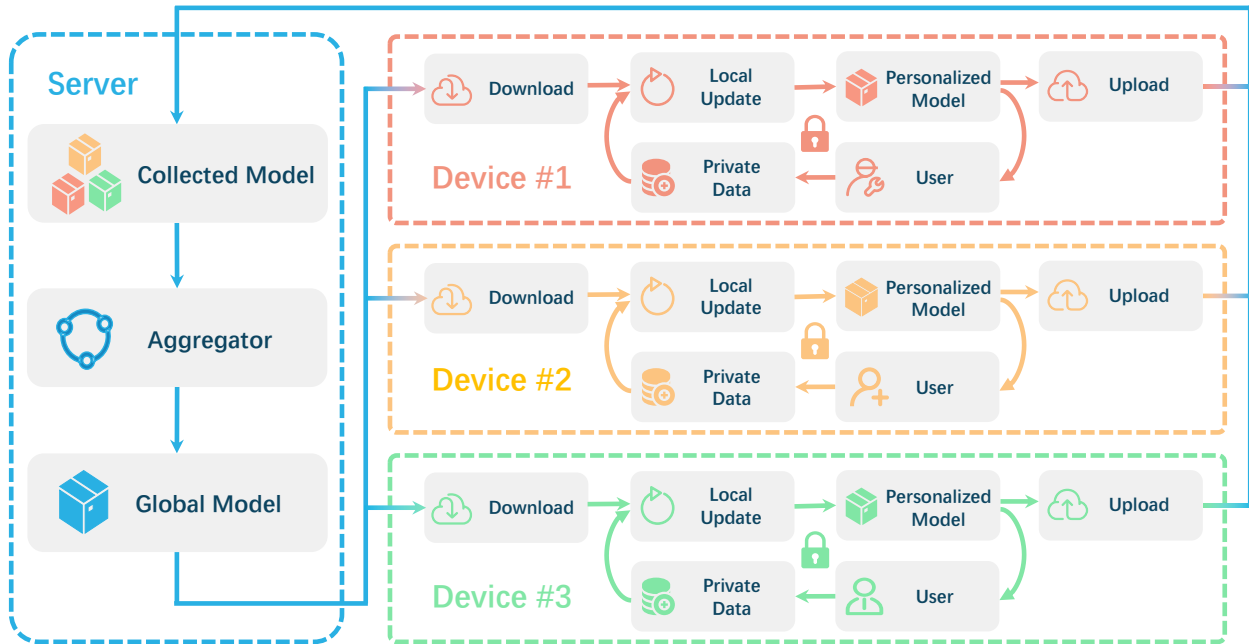 Server
Collected Model
Aggregator
Global Model
Download
Local
Update
Personalized
Model
Upload
Device #1
Private
Data
User
Download
Local
Update
Personalized
Model
Upload
Device #2
Private
Data
User
Download
Local
Update
Personalized
Model
Upload
Device #3
Private
Data
User